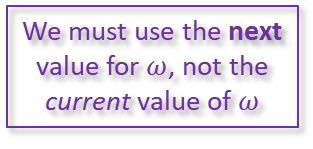 We must use the next
value for ω, not the
current value of ω